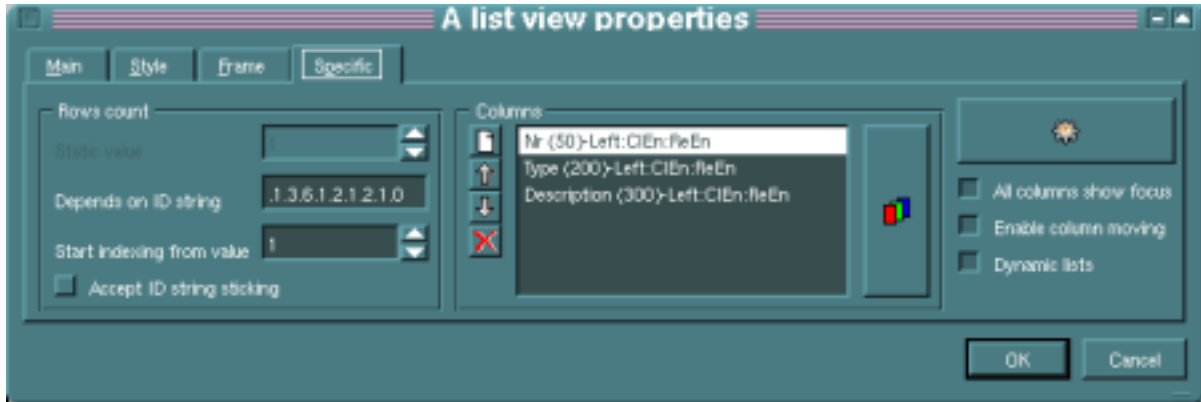 A list view properties
Main Style Frame Specific
Rows count
Static value 1
Depends on ID string .1.3.6.1.2.1.2.1.0
Start indexing from value 1
Accept ID string sticking
Columns
Nr (50)-Left:ClEn:ReEn
Type (200)-Left:ClEn:ReEn
Description (300)-Left:ClEn:ReEn
All columns show focus
Enable column moving
Dynamic lists
OK Cancel